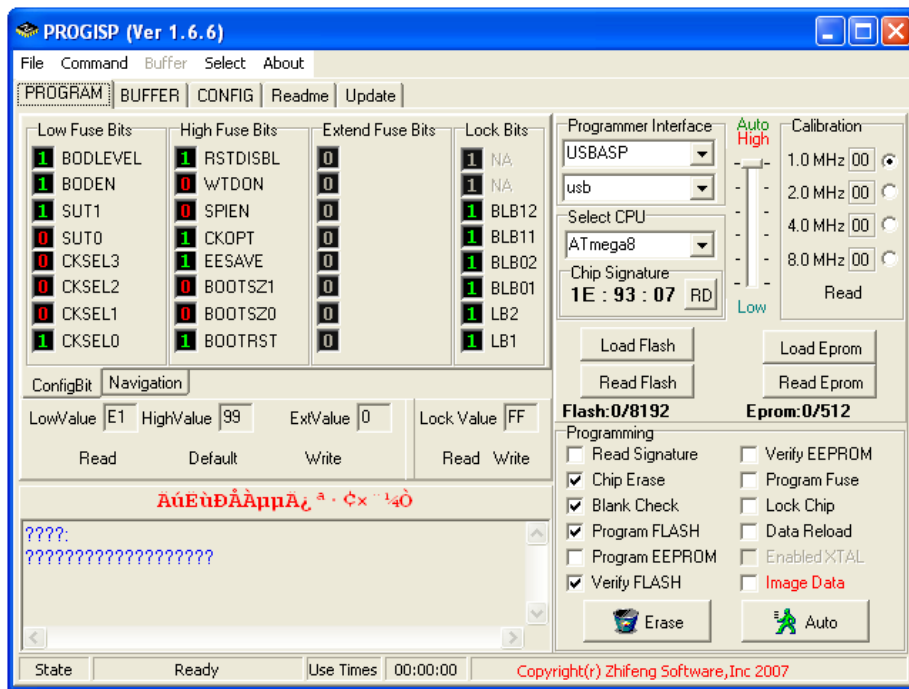 PROGISP (Ver 1.6.6)
File Command Buffer Select About
PROGRAM BUFFER CONFIG Readme Update
Low Fuse Bits
1 BODLEVEL
1 BODEN
1 SUT1
0 SUT0
0 CKSEL3
0 CKSEL2
0 CKSEL1
1 CKSEL0
High Fuse Bits
1 RSTDISBL
0 WTDON
0 SPIEN
1 CKOPT
1 EESAVE
0 BOOTSZ1
0 BOOTSZ0
1 BOOTRST
Extend Fuse Bits
0
0
0
0
0
0
0
0
Lock Bits
1 NA
1 NA
1 BLB12
1 BLB11
1 BLB02
1 BLB01
1 LB2
1 LB1
ConfigBit Navigation
LowValue E1 HighValue 99 ExtValue 0
Read Default Write
Lock Value FF
Read Write
ÄúËùÐÅÀµµÄ¿ª·¢×¨¼Ò
????:
???????????????????
Programmer Interface
USBASP
usb
Select CPU
ATmega8
Chip Signature
1E : 93 : 07 RD
Auto
High
Low
Calibration
1.0 MHz 00
2.0 MHz 00
4.0 MHz 00
8.0 MHz 00
Read
Load Flash
Read Flash
Load Eprom
Read Eprom
Flash:0/8192 Eprom:0/512
Programming
Read Signature
Chip Erase
Blank Check
Program FLASH
Program EEPROM
Verify FLASH
Verify EEPROM
Program Fuse
Lock Chip
Data Reload
Enabled XTAL
Image Data
Erase
Auto
State Ready Use Times 00:00:00 Copyright(r) Zhifeng Software,Inc 2007